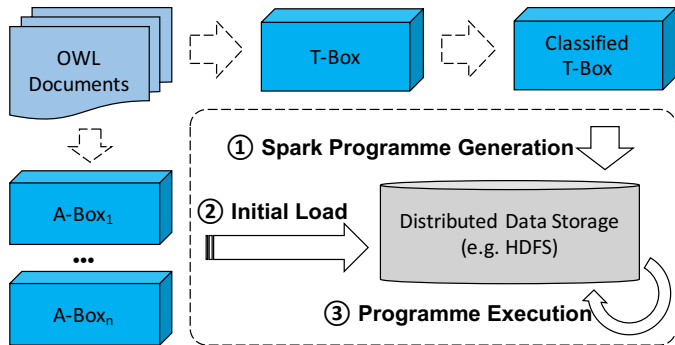 OWL
Documents
T-Box
Classified
T-Box
① Spark Programme Generation
A-Box₁
② Initial Load
Distributed Data Storage
(e.g. HDFS)
...
A-Boxₙ
③ Programme Execution